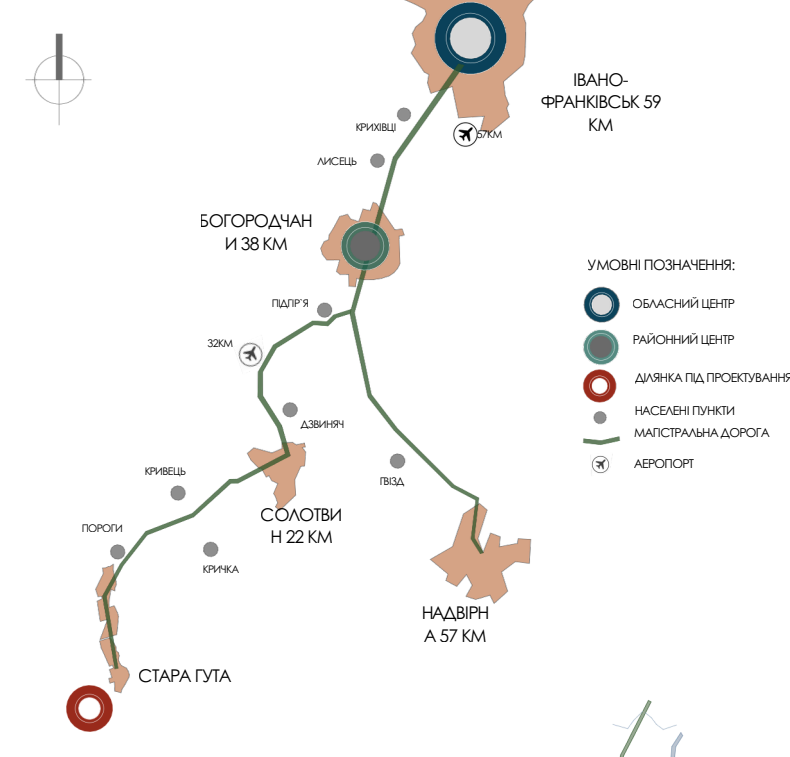 ІВАНО-
ФРАНКІВСЬК 59
КМ
КРИХІВЦІ
57КМ
ЛИСЕЦЬ
БОГОРОДЧАН
И 38 КМ
УМОВНІ ПОЗНАЧЕННЯ:
ОБЛАСНИЙ ЦЕНТР
РАЙОННИЙ ЦЕНТР
ДІЛЯНКА ПІД ПРОЕКТУВАННЯ
НАСЕЛЕНІ ПУНКТИ
МАГІСТРАЛЬНА ДОРОГА
АЕРОПОРТ
ПІДГІР'Я
32КМ
ДЗВИНЯЧ
ГВІЗД
КРИВЕЦЬ
СОЛОТВИ
Н 22 КМ
ПОРОГИ
КРИЧКА
НАДВІРН
А 57 КМ
СТАРА ГУТА